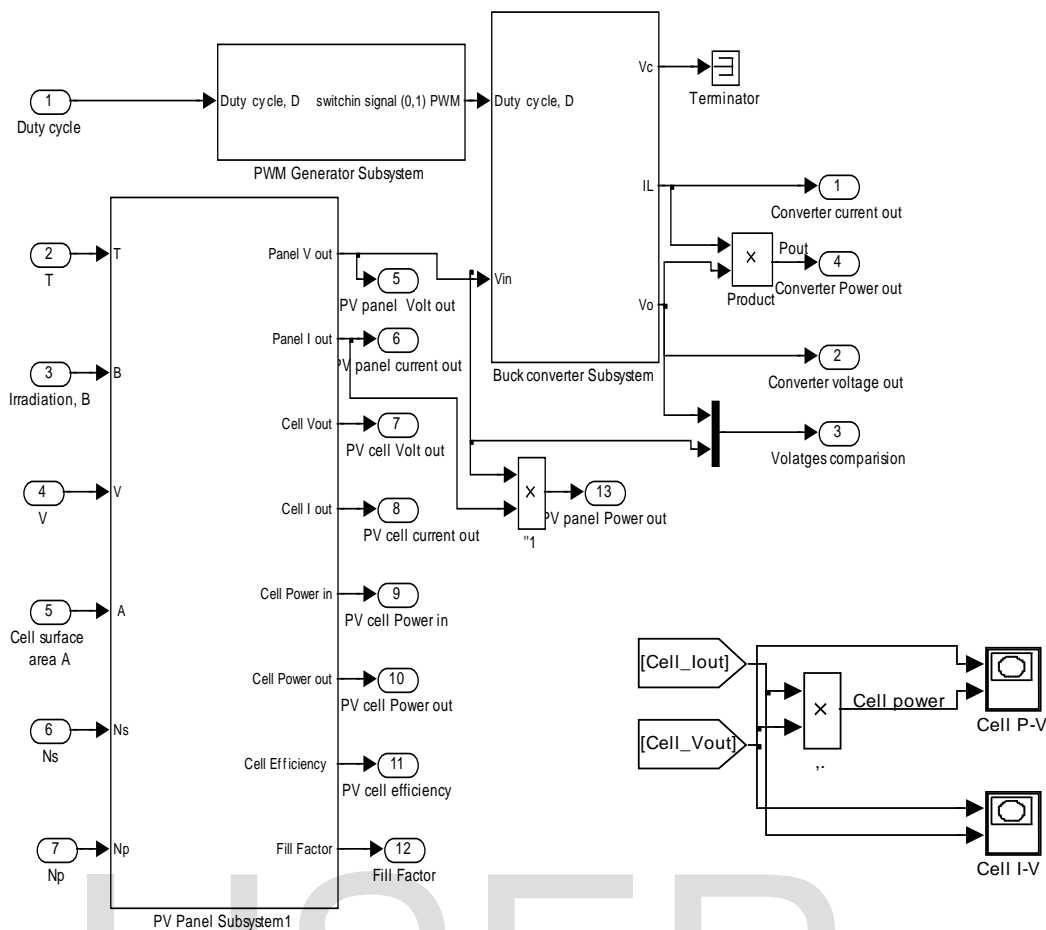 1
Duty cycle
Duty cycle, D
switchin signal (0,1) PWM
PWM Generator Subsystem
Duty cycle, D
Vin
Vc
IL
Vo
Buck converter Subsystem
Terminator
1
Converter current out
×
Product
Pout
4
Converter Power out
2
Converter voltage out
3
Volatges comparision
2
T
3
Irradiation, B
4
V
5
Cell surface
area A
6
Ns
7
Np
T
B
V
A
Ns
Np
Panel V out
Panel I out
Cell Vout
Cell I out
Cell Power in
Cell Power out
Cell Efficiency
Fill Factor
PV Panel Subsystem1
5
PV panel Volt out
6
PV panel current out
7
PV cell Volt out
8
PV cell current out
9
PV cell Power in
10
PV cell Power out
11
PV cell efficiency
12
Fill Factor
×
"1
13
PV panel Power out
[Cell_Iout]
[Cell_Vout]
×
,.
Cell power
Cell P-V
Cell I-V